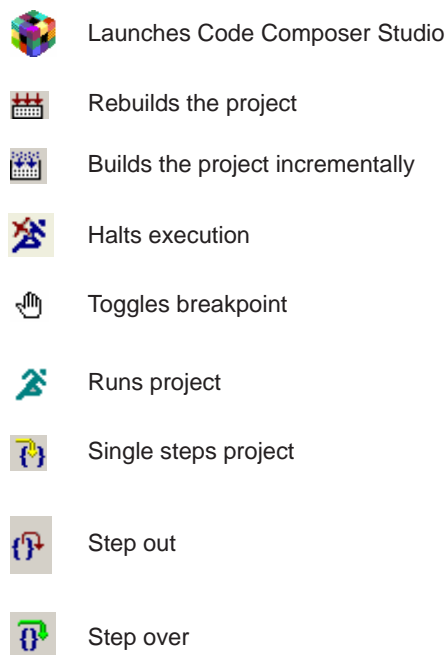 Launches Code Composer Studio
Rebuilds the project
Builds the project incrementally
Halts execution
Toggles breakpoint
Runs project
Single steps project
Step out
Step over